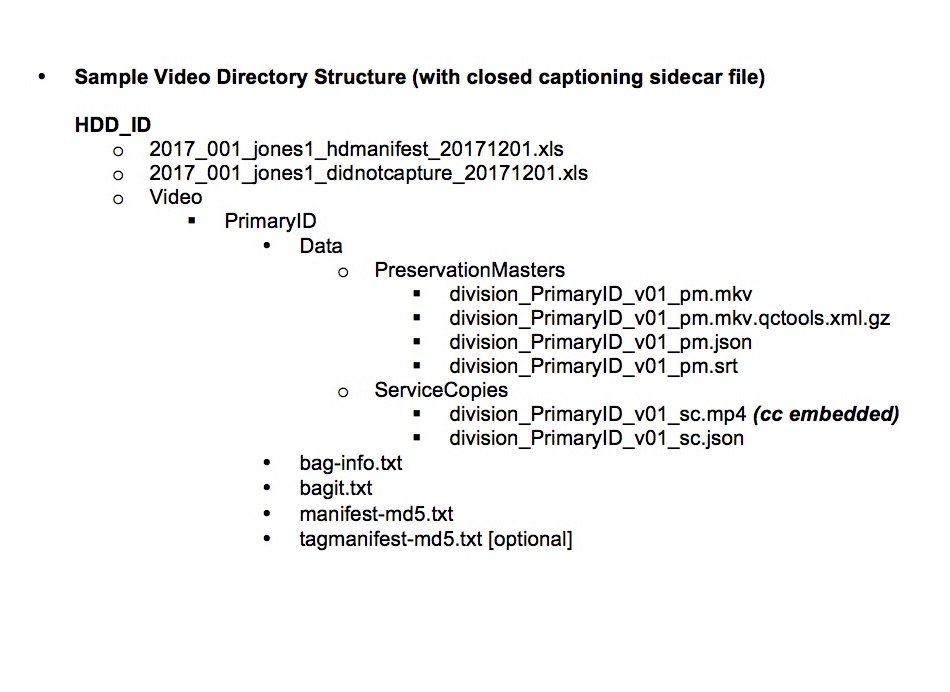 • Sample Video Directory Structure (with closed captioning sidecar file)
HDD_ID
o 2017_001_jones1_hdmanifest_20171201.xls
o 2017_001_jones1_didnotcapture_20171201.xls
o Video
▪ PrimaryID
• Data
o PreservationMasters
▪ division_PrimaryID_v01_pm.mkv
▪ division_PrimaryID_v01_pm.mkv.qctools.xml.gz
▪ division_PrimaryID_v01_pm.json
▪ division_PrimaryID_v01_pm.srt
o ServiceCopies
▪ division_PrimaryID_v01_sc.mp4 (cc embedded)
▪ division_PrimaryID_v01_sc.json
• bag-info.txt
• bagit.txt
• manifest-md5.txt
• tagmanifest-md5.txt [optional]